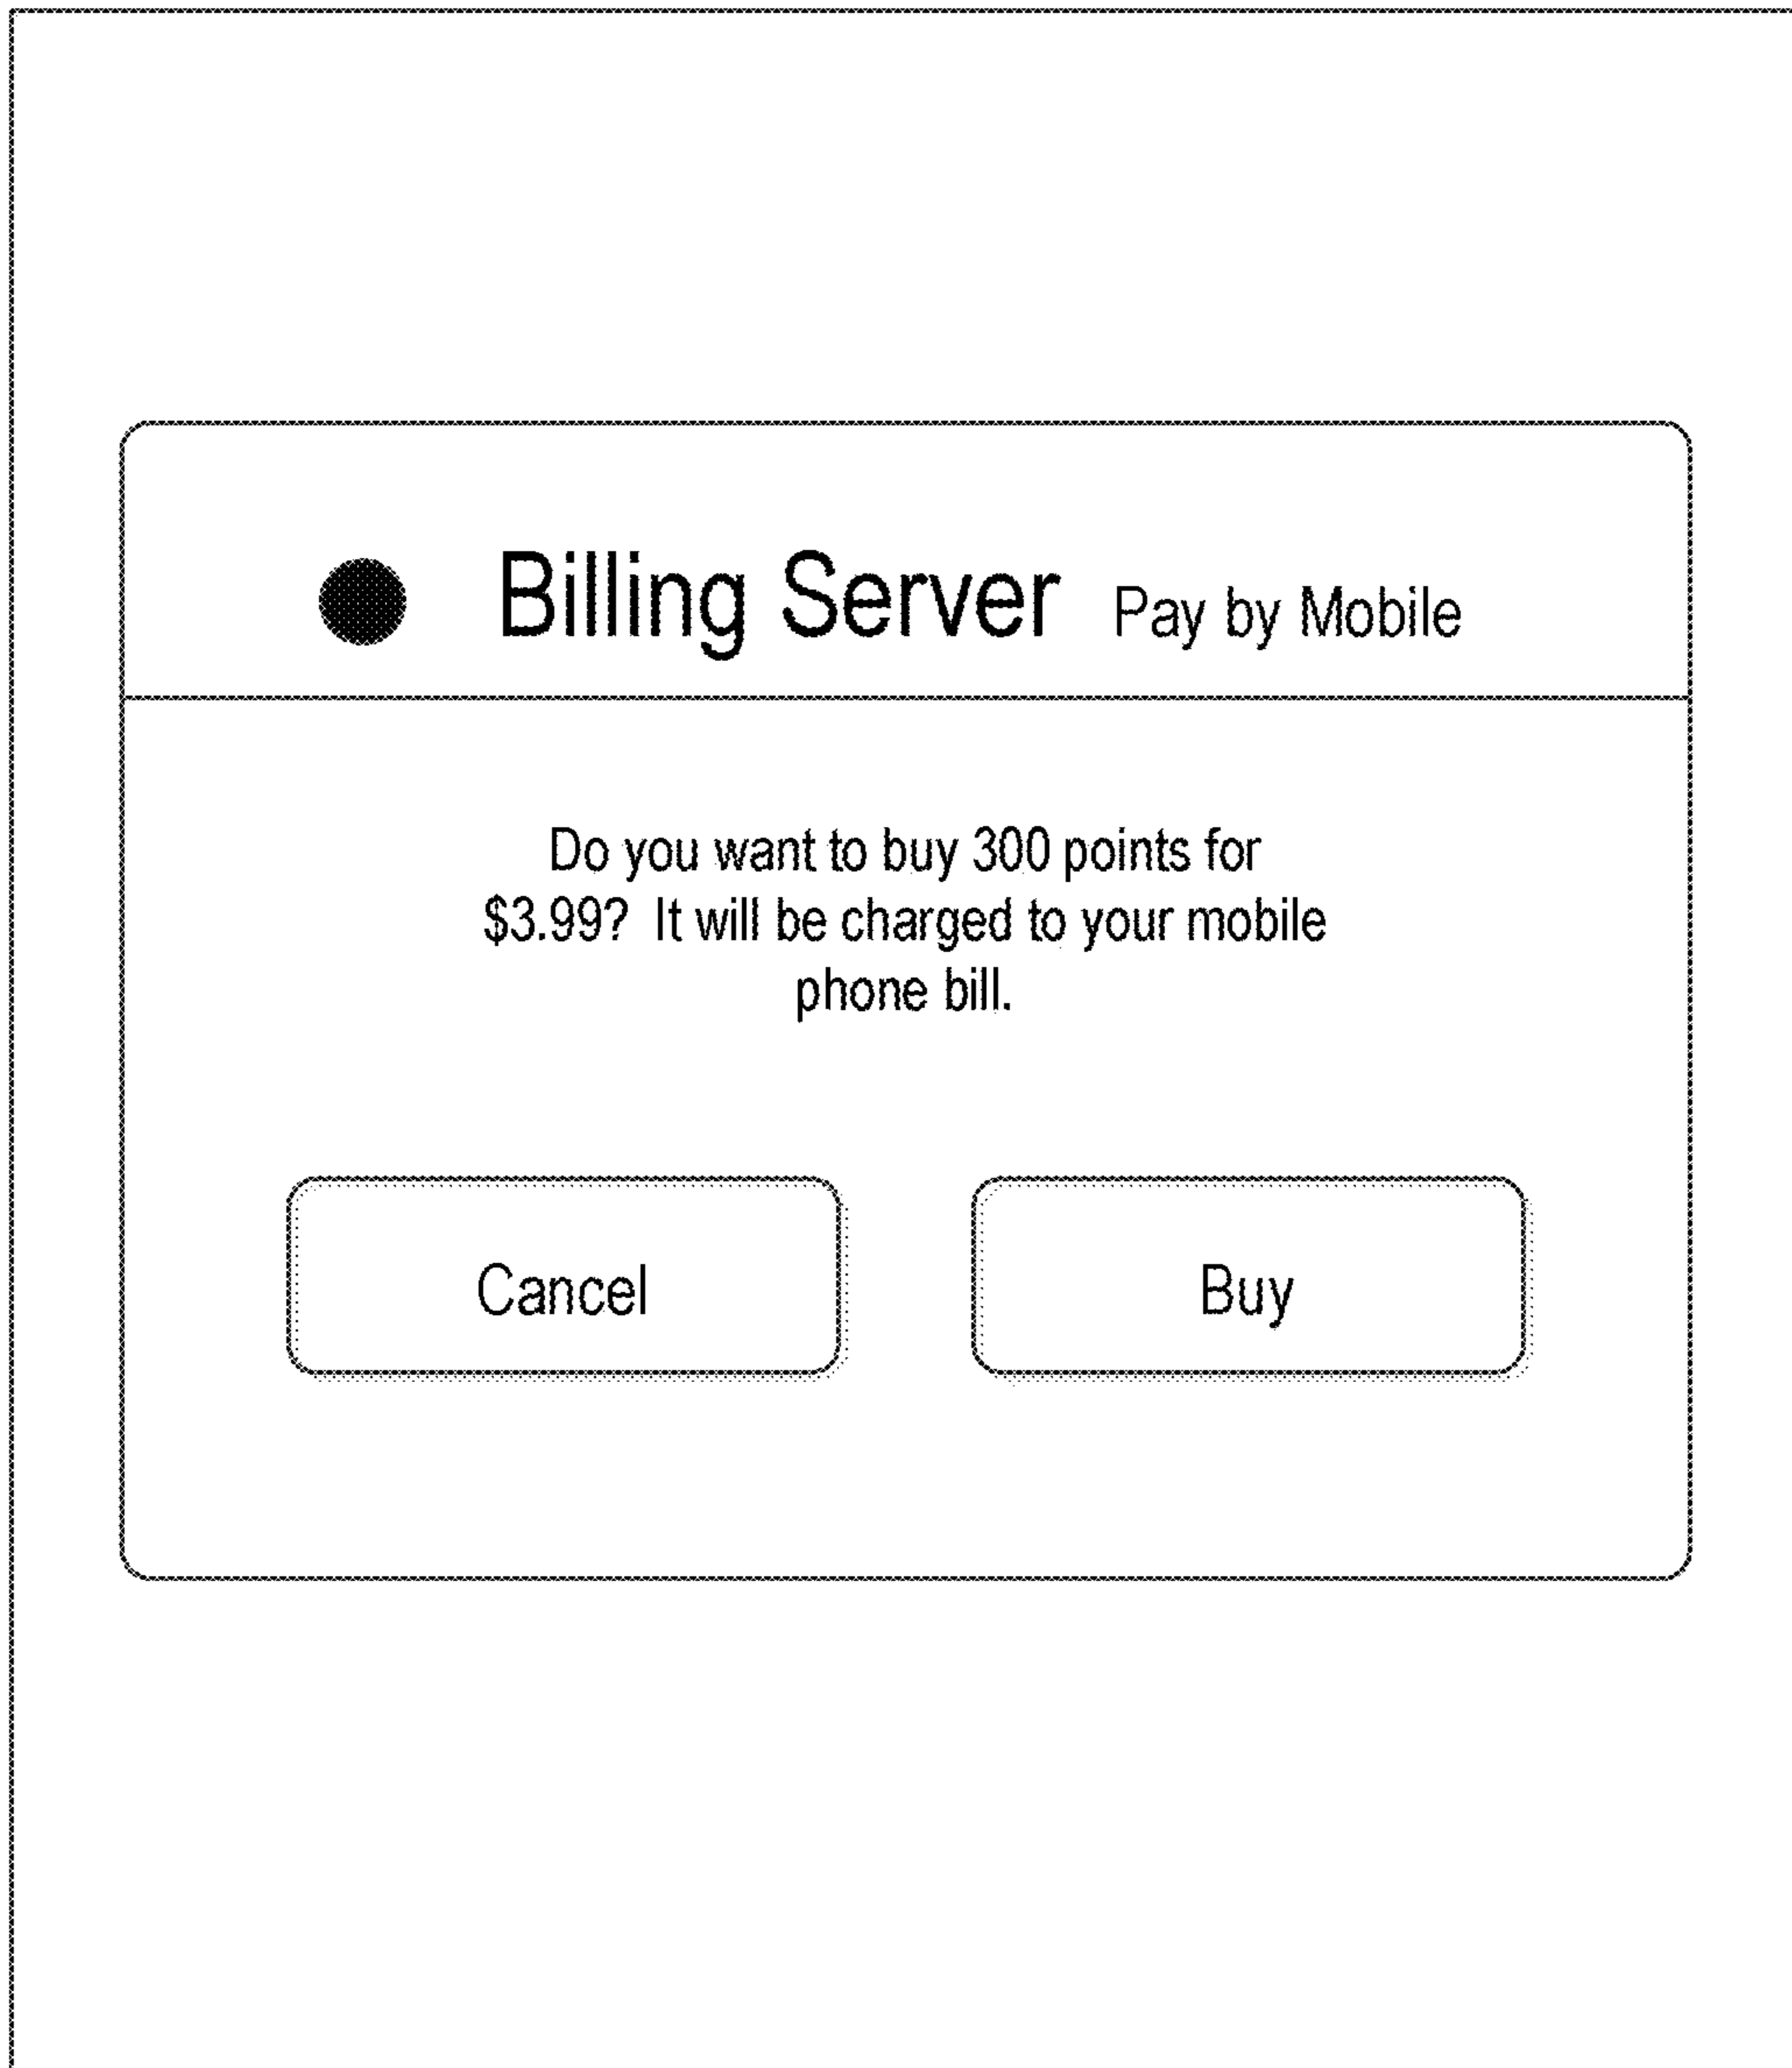 Billing Server Pay by Mobile
Do you want to buy 300 points for
$3.99? It will be charged to your mobile
phone bill.
Cancel Buy